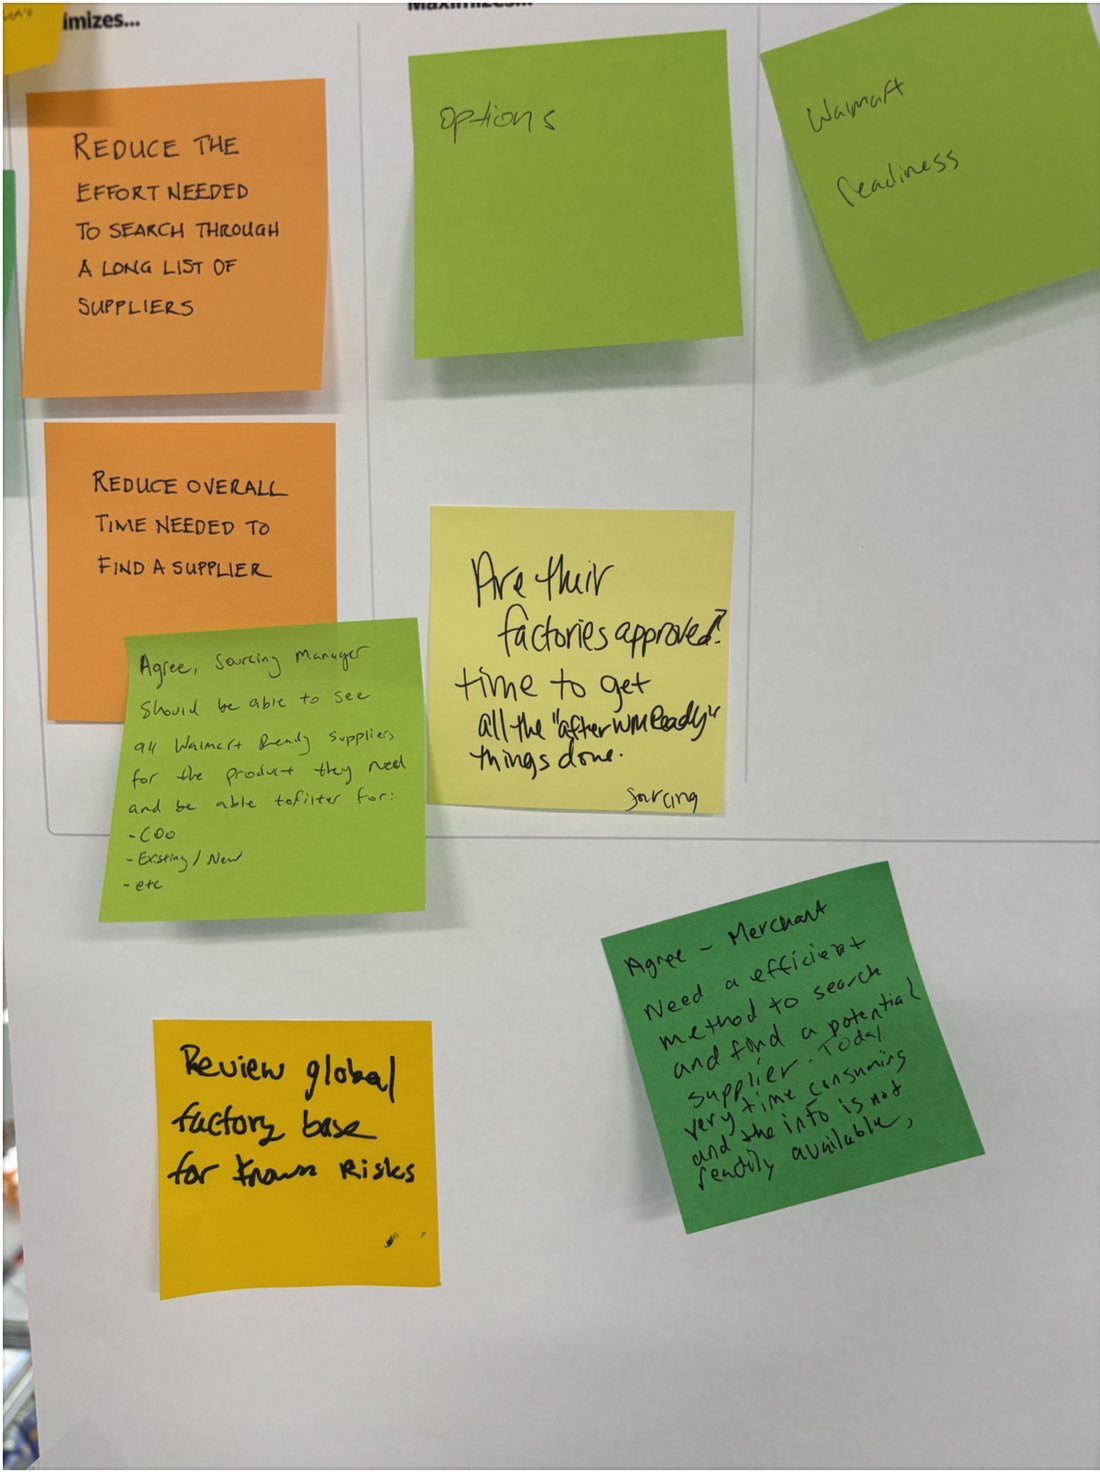 imizes...
Maximizes...
REDUCE THE
EFFORT NEEDED
TO SEARCH THROUGH
A LONG LIST OF
SUPPLIERS
options
Walmart
readiness
REDUCE OVERALL
TIME NEEDED TO
FIND A SUPPLIER
Agree, Sourcing Manager
Should be able to see
all Walmart Ready Suppliers
for the product they need
and be able to filter for:
- COO
- Existing / New
- etc
Are their
factories approved?
time to get
all the "after WM Ready"
things done.
Sourcing
Agree - Merchant
Need a efficient
method to search
and find a potential
supplier. Today
very time consuming
and the info is not
readily available,
Review global
factory base
for known Risks